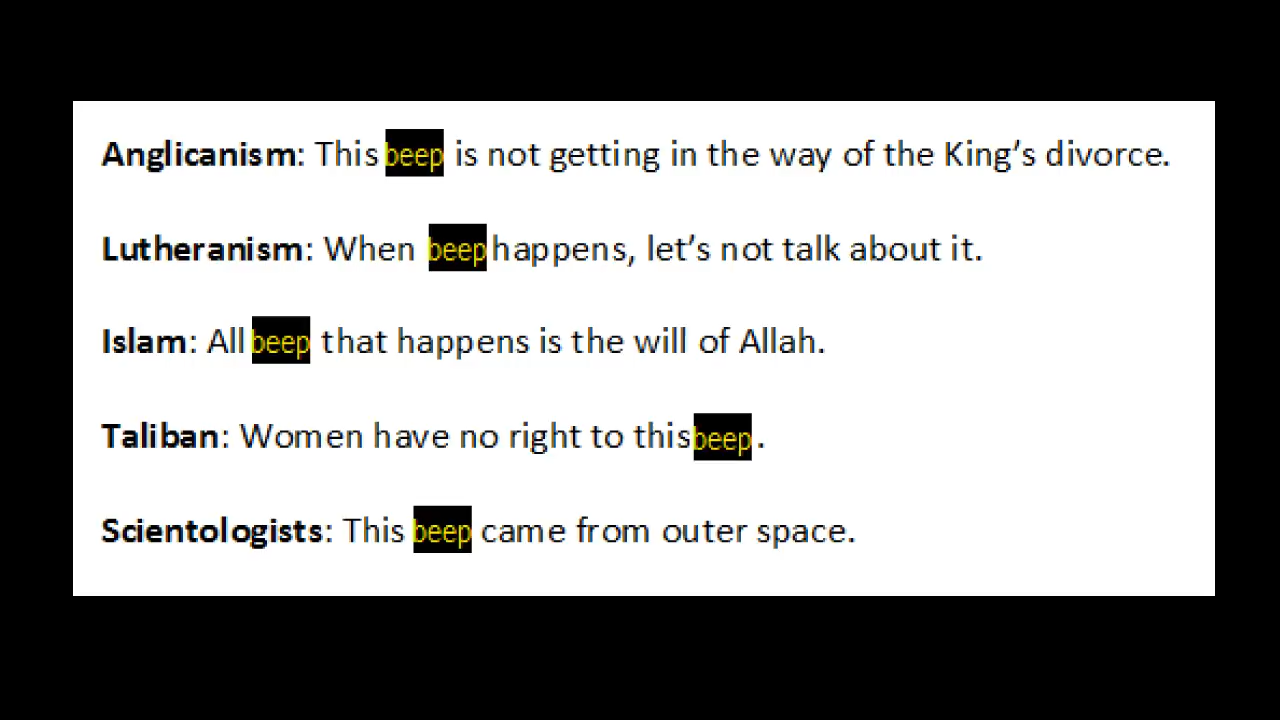 Anglicanism: This beep is not getting in the way of the King’s divorce.
Lutheranism: When beep happens, let’s not talk about it.
Islam: All beep that happens is the will of Allah.
Taliban: Women have no right to this beep.
Scientologists: This beep came from outer space.